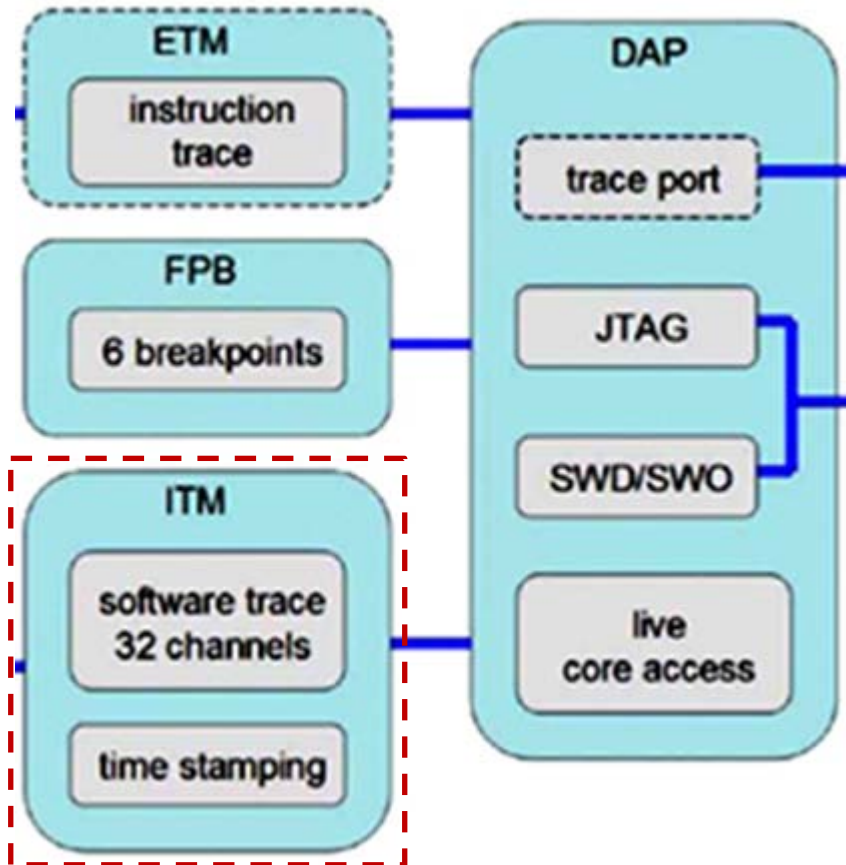 ETM
instruction
trace
FPB
6 breakpoints
ITM
software trace
32 channels
time stamping
DAP
trace port
JTAG
SWD/SWO
live
core access